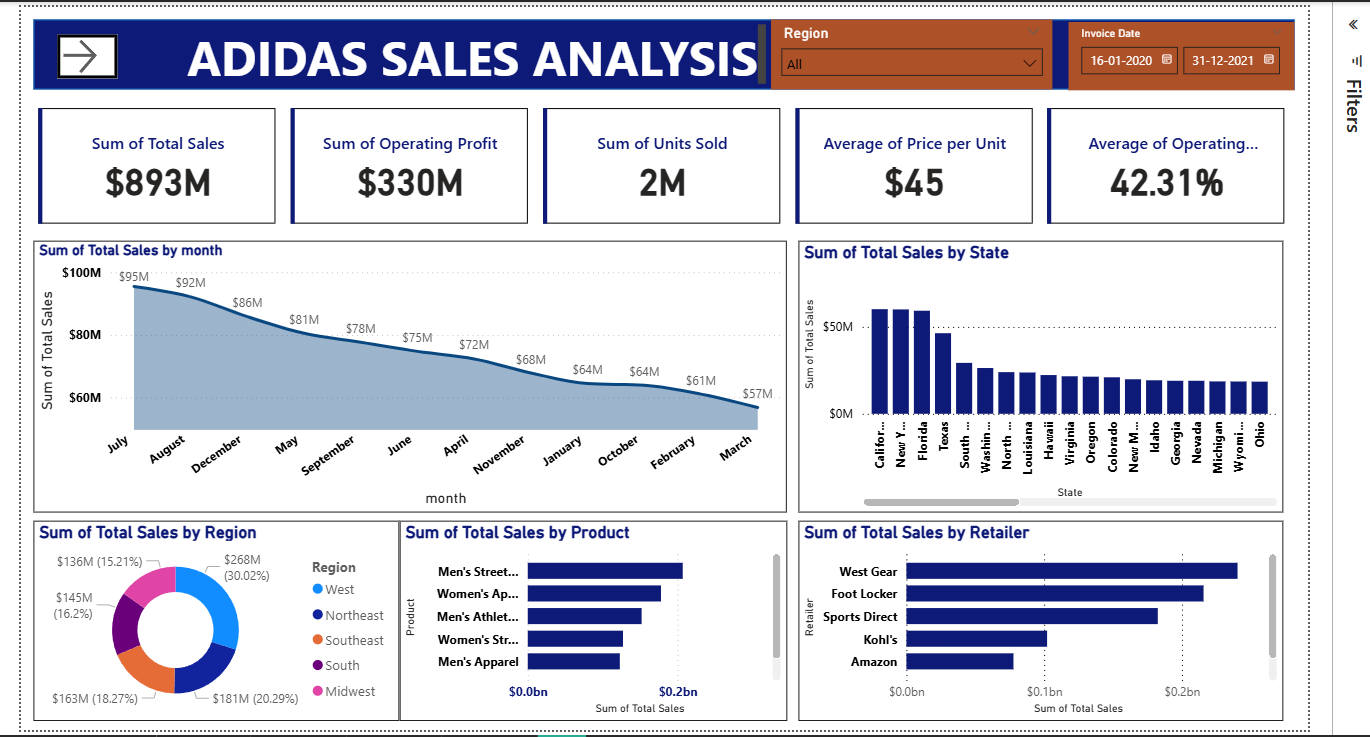 ADIDAS SALES ANALYSIS
Region
All
Invoice Date
16-01-2020
31-12-2021
Filters
Sum of Total Sales
$893M
Sum of Operating Profit
$330M
Sum of Units Sold
2M
Average of Price per Unit
$45
Average of Operating...
42.31%
Sum of Total Sales by month
Sum of Total Sales
$100M
$80M
$60M
$95M
$92M
$86M
$81M
$78M
$75M
$72M
$68M
$64M
$64M
$61M
$57M
July
August
December
May
September
June
April
November
January
October
February
March
month
Sum of Total Sales by State
Sum of Total Sales
$50M
$0M
Califor...
New Y...
Florida
Texas
South ...
Washin...
North ...
Louisiana
Hawaii
Virginia
Oregon
Colorado
New M...
Idaho
Georgia
Nevada
Michigan
Wyomi...
Ohio
State
Sum of Total Sales by Region
$136M (15.21%)
$268M
(30.02%)
$145M
(16.2%)
$163M (18.27%)
$181M (20.29%)
Region
West
Northeast
Southeast
South
Midwest
Sum of Total Sales by Product
Product
Men's Street...
Women's Ap...
Men's Athlet...
Women's Str...
Men's Apparel
$0.0bn
$0.2bn
Sum of Total Sales
Sum of Total Sales by Retailer
Retailer
West Gear
Foot Locker
Sports Direct
Kohl's
Amazon
$0.0bn
$0.1bn
$0.2bn
Sum of Total Sales